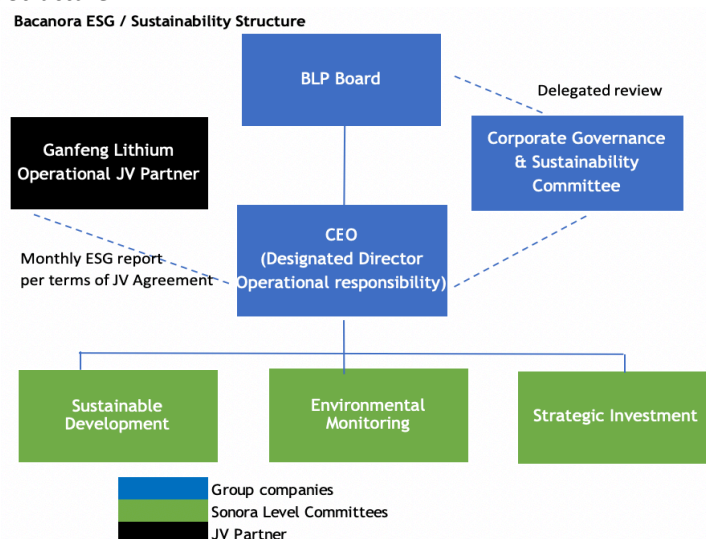 Bacanora ESG / Sustainability Structure
BLP Board
Delegated review
Ganfeng Lithium
Operational JV Partner
Corporate Governance
& Sustainability
Committee
CEO
(Designated Director
Operational responsibility)
Monthly ESG report
per terms of JV Agreement
Sustainable
Development
Environmental
Monitoring
Strategic Investment
Group companies
Sonora Level Committees
JV Partner